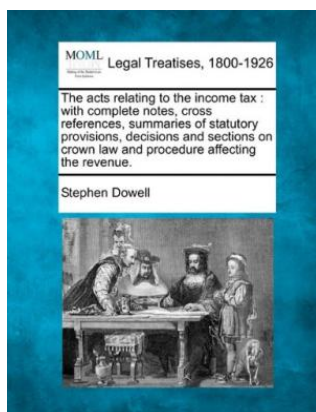 MOML
Legal Treatises, 1800-1926
The acts relating to the income tax :
with complete notes, cross
references, summaries of statutory
provisions, decisions and sections on
crown law and procedure affecting
the revenue.
Stephen Dowell